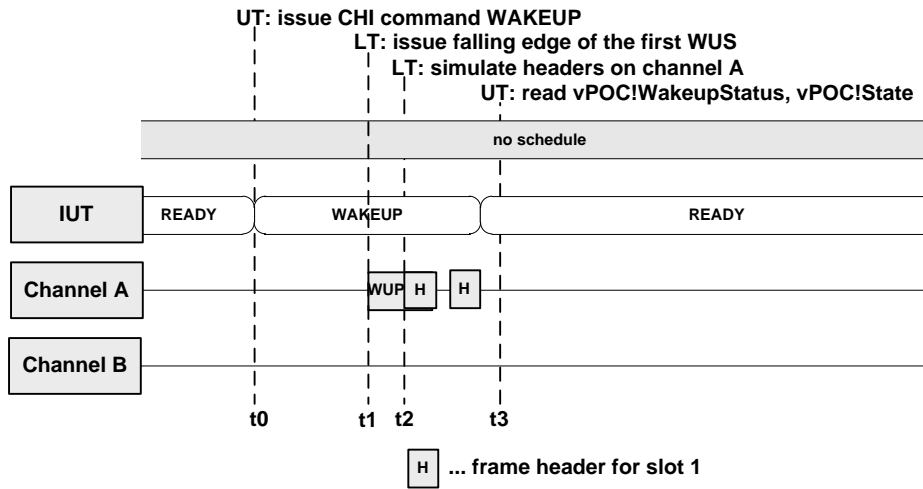 UT: issue CHI command WAKEUP
LT: issue falling edge of the first WUS
LT: simulate headers on channel A
UT: read vPOC!WakeupStatus, vPOC!State
no schedule
IUT READY WAKEUP READY
Channel A WUP H H
Channel B
t0 t1 t2 t3
H ... frame header for slot 1